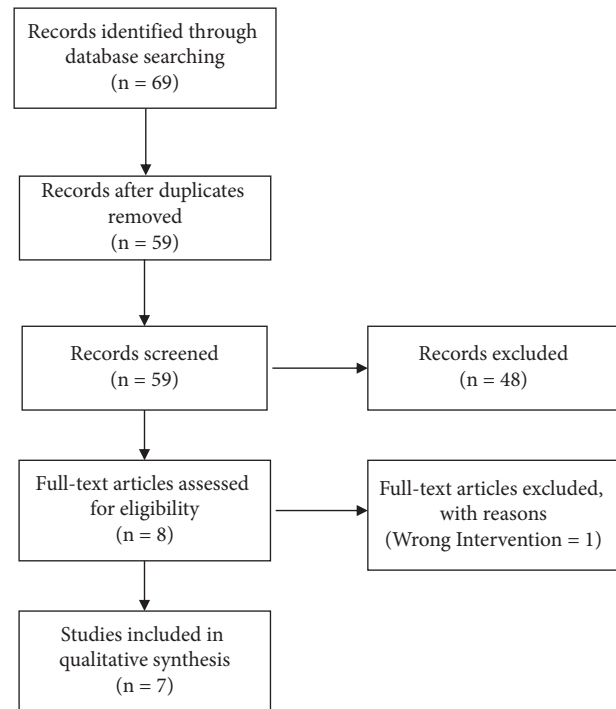 Records identified through
database searching
(n = 69)
Records after duplicates
removed
(n = 59)
Records screened
(n = 59)
Records excluded
(n = 48)
Full-text articles assessed
for eligibility
(n = 8)
Full-text articles excluded,
with reasons
(Wrong Intervention = 1)
Studies included in
qualitative synthesis
(n = 7)